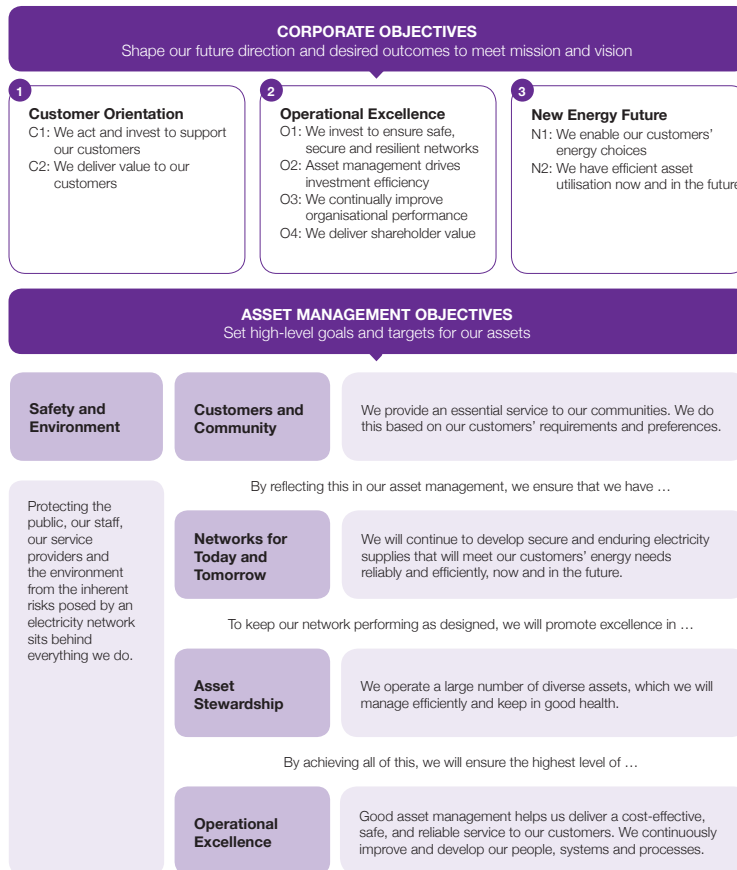 CORPORATE OBJECTIVES
Shape our future direction and desired outcomes to meet mission and vision
1
Customer Orientation
C1: We act and invest to support
our customers
C2: We deliver value to our
customers
2
Operational Excellence
O1: We invest to ensure safe,
secure and resilient networks
O2: Asset management drives
investment efficiency
O3: We continually improve
organisational performance
O4: We deliver shareholder value
3
New Energy Future
N1: We enable our customers'
energy choices
N2: We have efficient asset
utilisation now and in the future
ASSET MANAGEMENT OBJECTIVES
Set high-level goals and targets for our assets
Safety and
Environment
Protecting the
public, our staff,
our service
providers and
the environment
from the inherent
risks posed by an
electricity network
sits behind
everything we do.
Customers and
Community
We provide an essential service to our communities. We do
this based on our customers' requirements and preferences.
By reflecting this in our asset management, we ensure that we have …
Networks for
Today and
Tomorrow
We will continue to develop secure and enduring electricity
supplies that will meet our customers' energy needs
reliably and efficiently, now and in the future.
To keep our network performing as designed, we will promote excellence in …
Asset
Stewardship
We operate a large number of diverse assets, which we will
manage efficiently and keep in good health.
By achieving all of this, we will ensure the highest level of …
Operational
Excellence
Good asset management helps us deliver a cost-effective,
safe, and reliable service to our customers. We continuously
improve and develop our people, systems and processes.